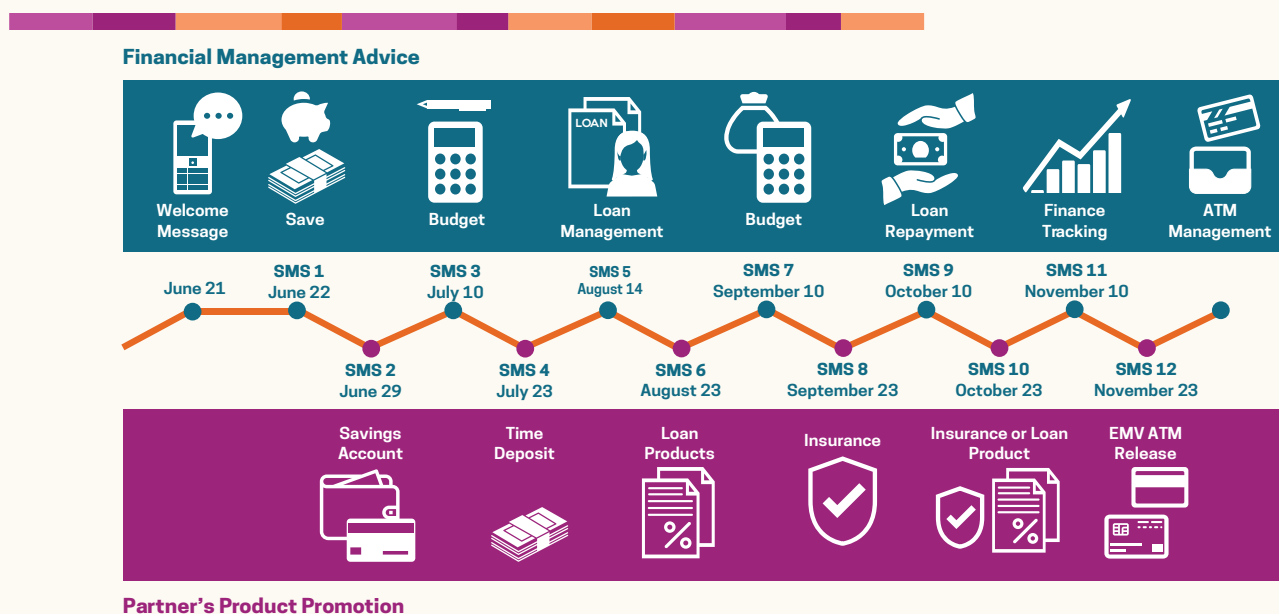 Financial Management Advice
LOAN
Welcome
Message
Save
Budget
Loan
Management
Budget
Loan
Repayment
Finance
Tracking
ATM
Management
June 21
SMS 1
June 22
SMS 3
July 10
SMS 5
August 14
SMS 7
September 10
SMS 9
October 10
SMS 11
November 10
SMS 2
June 29
SMS 4
July 23
SMS 6
August 23
SMS 8
September 23
SMS 10
October 23
SMS 12
November 23
Savings
Account
Time
Deposit
Loan
Products
Insurance
Insurance or Loan
Product
EMV ATM
Release
%
%
Partner's Product Promotion